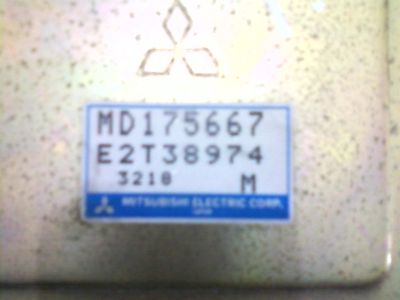 MD175667
E2T38974
3218 M
MITSUBISHI ELECTRIC CORP.